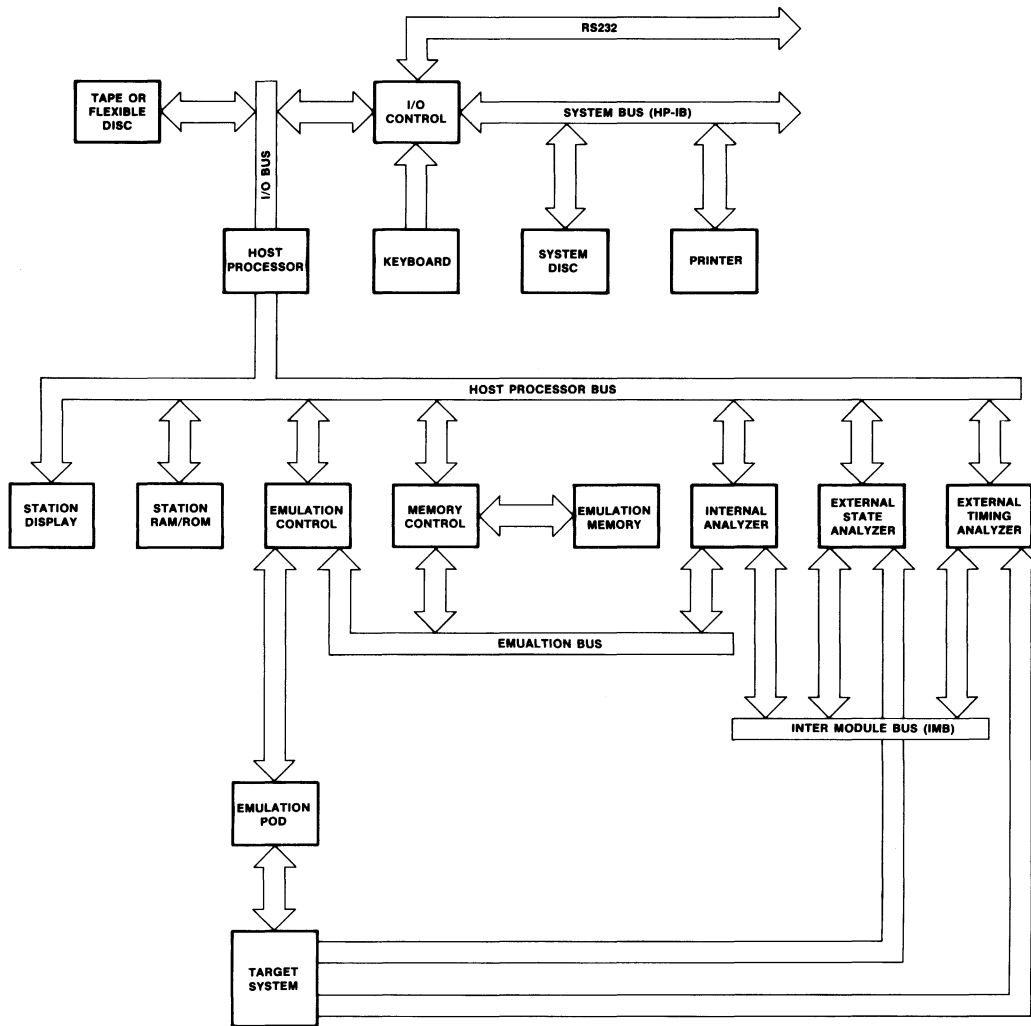 RS232
TAPE OR
FLEXIBLE
DISC
I/O BUS
I/O
CONTROL
SYSTEM BUS (HP-IB)
HOST
PROCESSOR
KEYBOARD
SYSTEM
DISC
PRINTER
HOST PROCESSOR BUS
STATION
DISPLAY
STATION
RAM/ROM
EMULATION
CONTROL
MEMORY
CONTROL
EMULATION
MEMORY
INTERNAL
ANALYZER
EXTERNAL
STATE
ANALYZER
EXTERNAL
TIMING
ANALYZER
EMUALTION BUS
INTER MODULE BUS (IMB)
EMULATION
POD
TARGET
SYSTEM